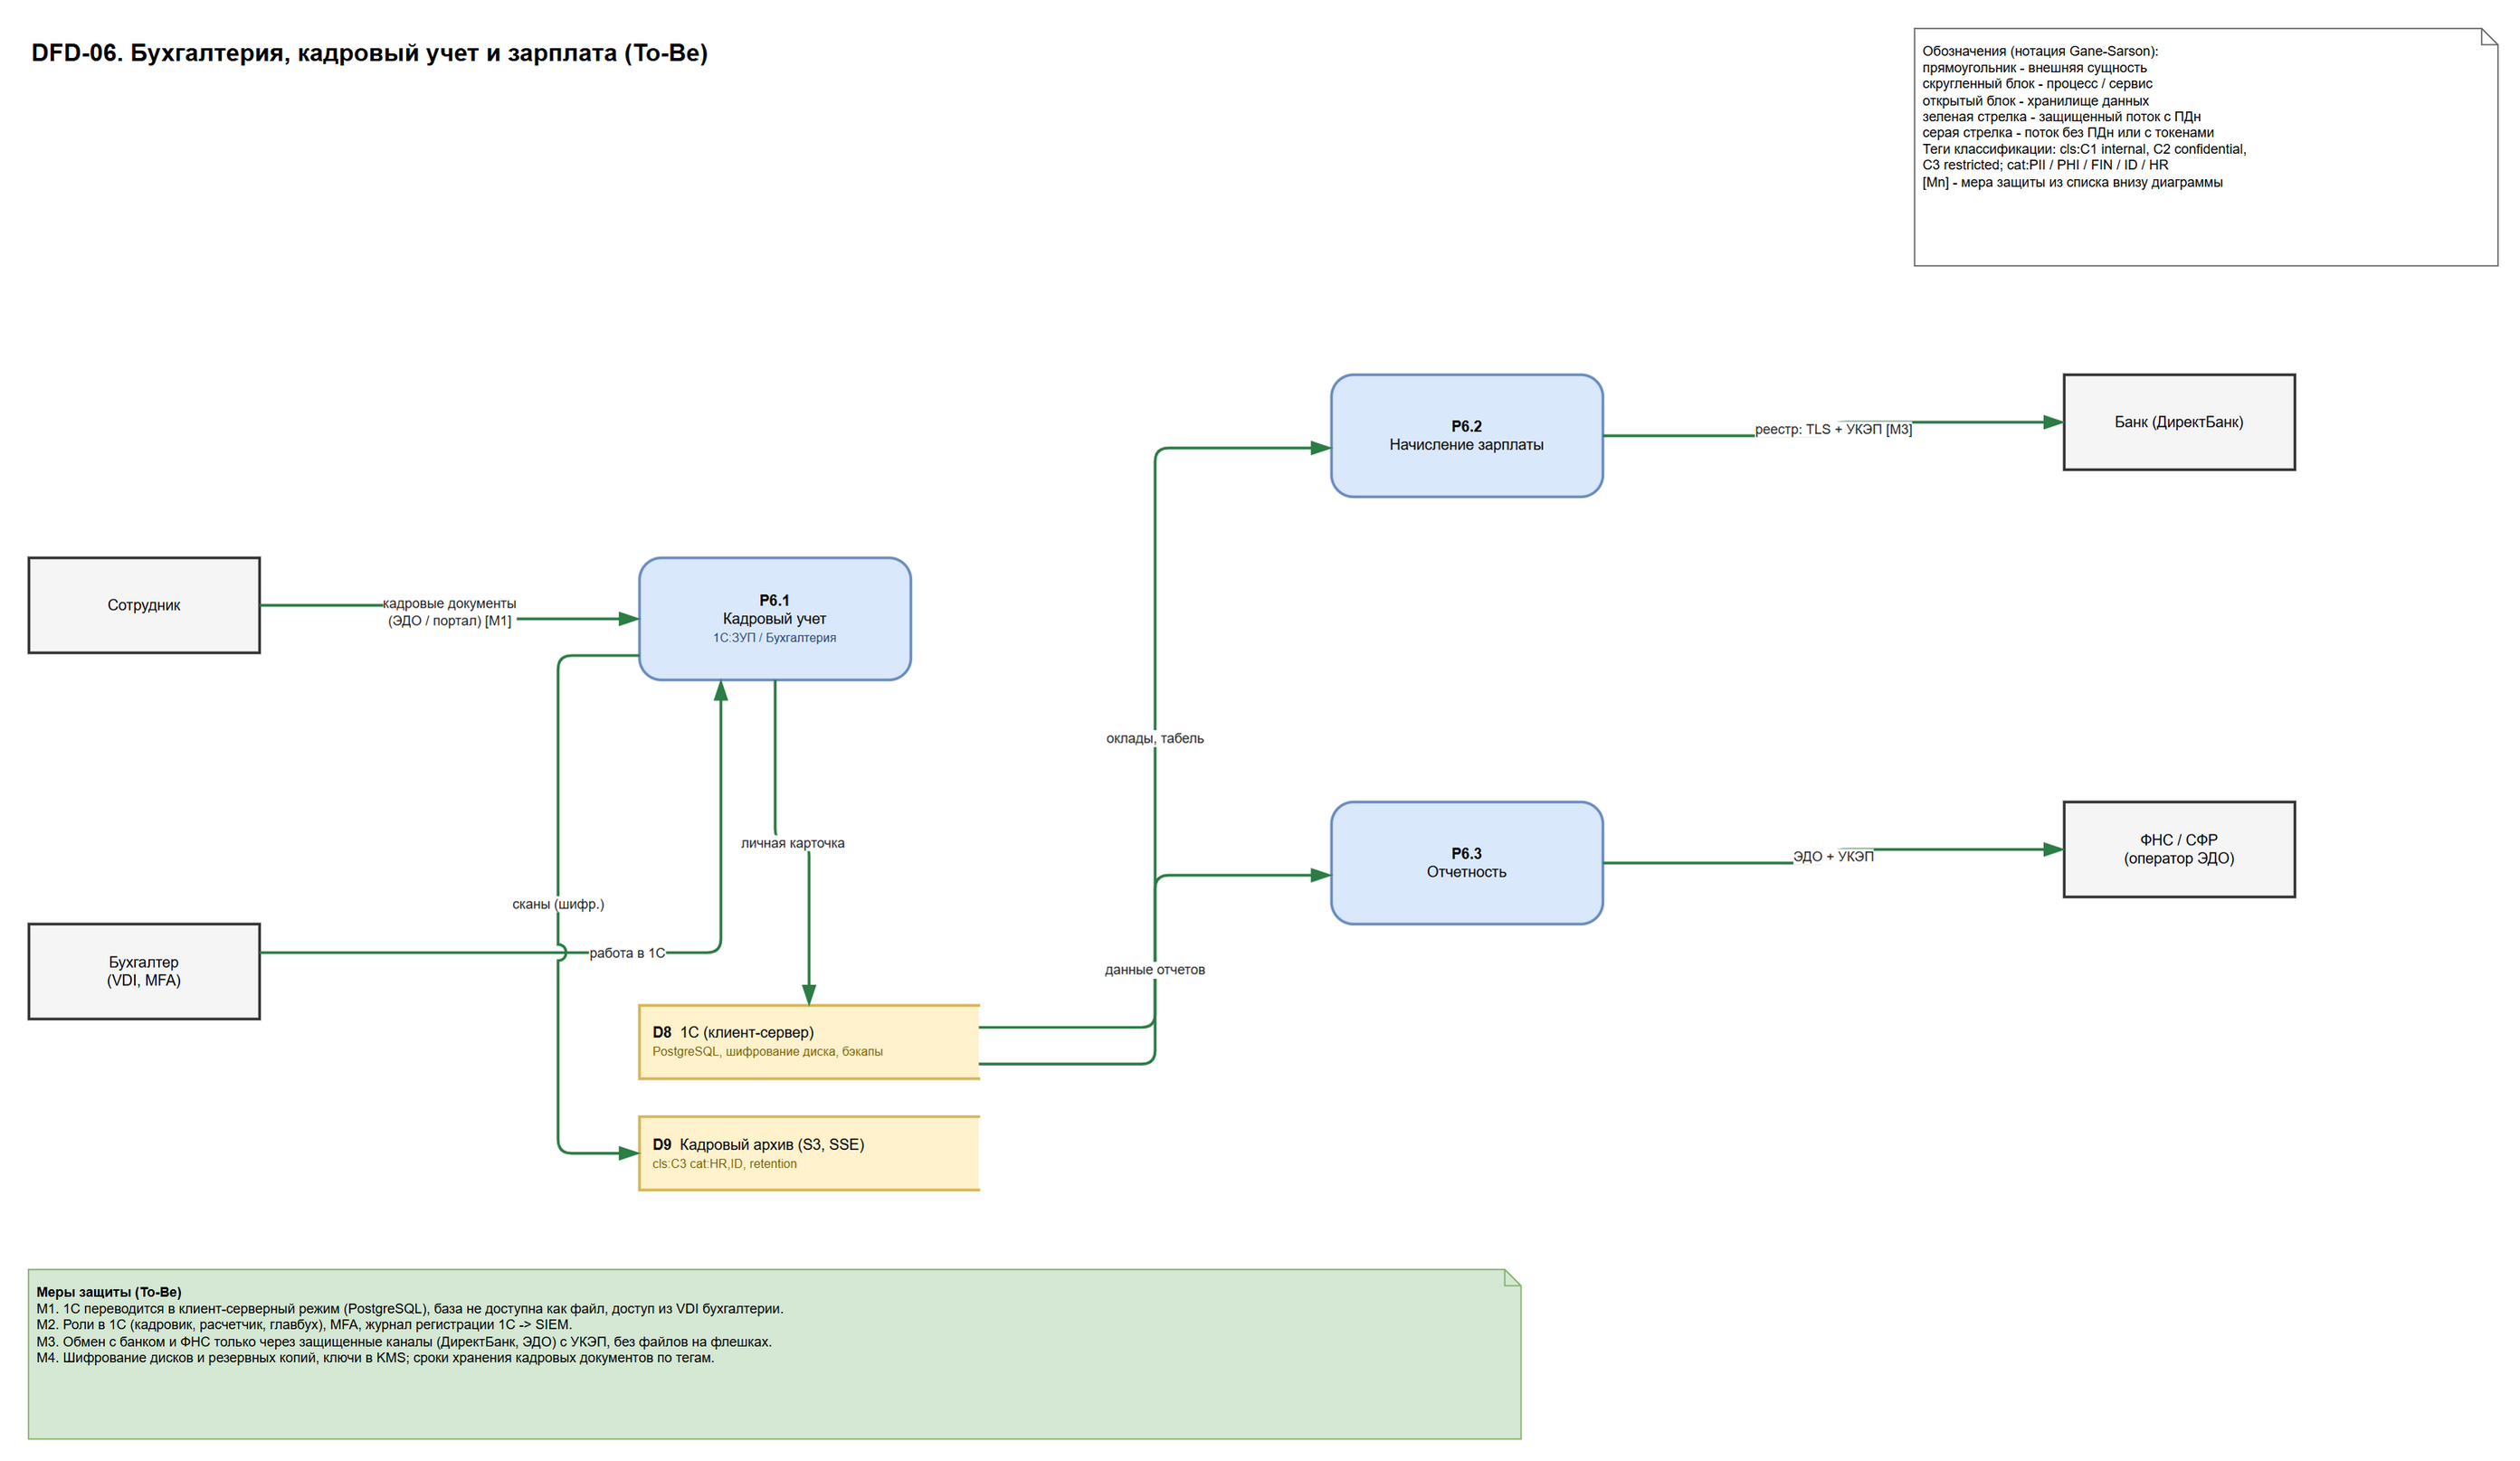 DFD-06. Бухгалтерия, кадровый учет и зарплата (To-Be)
Обозначения (нотация Gane-Sarson):
прямоугольник - внешняя сущность
скругленный блок - процесс / сервис
открытый блок - хранилище данных
зеленая стрелка - защищенный поток с ПДн
серая стрелка - поток без ПДн или с токенами
Теги классификации: cls:C1 internal, C2 confidential,
C3 restricted; cat:PII / PHI / FIN / ID / HR
[Mn] - мера защиты из списка внизу диаграммы
P6.2
Начисление зарплаты
реестр: TLS + УКЭП [M3]
Банк (ДиректБанк)
Сотрудник
кадровые документы
(ЭДО / портал) [M1]
P6.1
Кадровый учет
1С:ЗУП / Бухгалтерия
оклады, табель
личная карточка
P6.3
Отчетность
ЭДО + УКЭП
ФНС / СФР
(оператор ЭДО)
сканы (шифр.)
Бухгалтер
(VDI, MFA)
работа в 1С
данные отчетов
D8 1С (клиент-сервер)
PostgreSQL, шифрование диска, бэкапы
D9 Кадровый архив (S3, SSE)
cls:C3 cat:HR,ID, retention
Меры защиты (To-Be)
M1. 1С переводится в клиент-серверный режим (PostgreSQL), база не доступна как файл, доступ из VDI бухгалтерии.
M2. Роли в 1С (кадровик, расчетчик, главбух), MFA, журнал регистрации 1С -> SIEM.
M3. Обмен с банком и ФНС только через защищенные каналы (ДиректБанк, ЭДО) с УКЭП, без файлов на флешках.
M4. Шифрование дисков и резервных копий, ключи в KMS; сроки хранения кадровых документов по тегам.